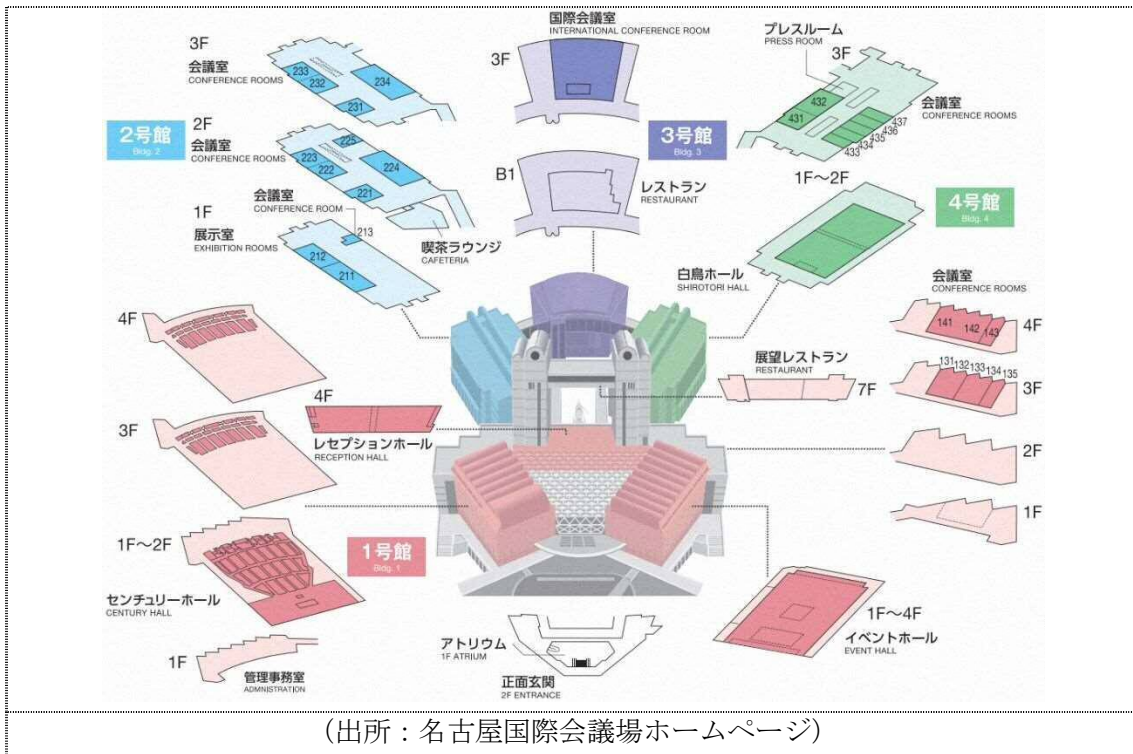 3F
会議室
CONFERENCE ROOMS
233
232
234
231
2号館
Bldg. 2
2F
会議室
CONFERENCE ROOMS
225
223
222
224
221
会議室
CONFERENCE ROOM
213
1F
展示室
EXHIBITION ROOMS
212
211
喫茶ラウンジ
CAFETERIA
国際会議室
INTERNATIONAL CONFERENCE ROOM
3F
3号館
Bldg. 3
B1
レストラン
RESTAURANT
プレスルーム
PRESS ROOM
3F
432
431
会議室
CONFERENCE ROOMS
437
436
435
434
433
1F~2F
4号館
Bldg. 4
白鳥ホール
SHIROTORI HALL
会議室
CONFERENCE ROOMS
141
142
143
4F
131
132
133
134
135
3F
2F
1F
展望レストラン
RESTAURANT
7F
4F
3F
4F
レセプションホール
RECEPTION HALL
1F~2F
1号館
Bldg. 1
センチュリーホール
CENTURY HALL
1F
管理事務室
ADMNISTRATION
アトリウム
1F ATRIUM
正面玄関
2F ENTRANCE
1F~4F
イベントホール
EVENT HALL
(出所:名古屋国際会議場ホームページ)